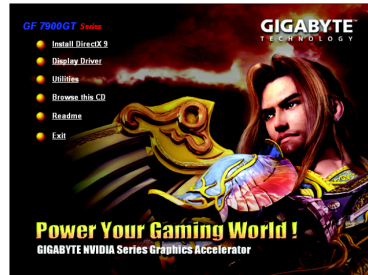 GF 7900GT Series
GIGABYTE™
TECHNOLOGY
Install DirectX 9
Display Driver
Utilities
Browse this CD
Readme
Exit
Power Your Gaming World !
GIGABYTE NVIDIA Series Graphics Accelerator